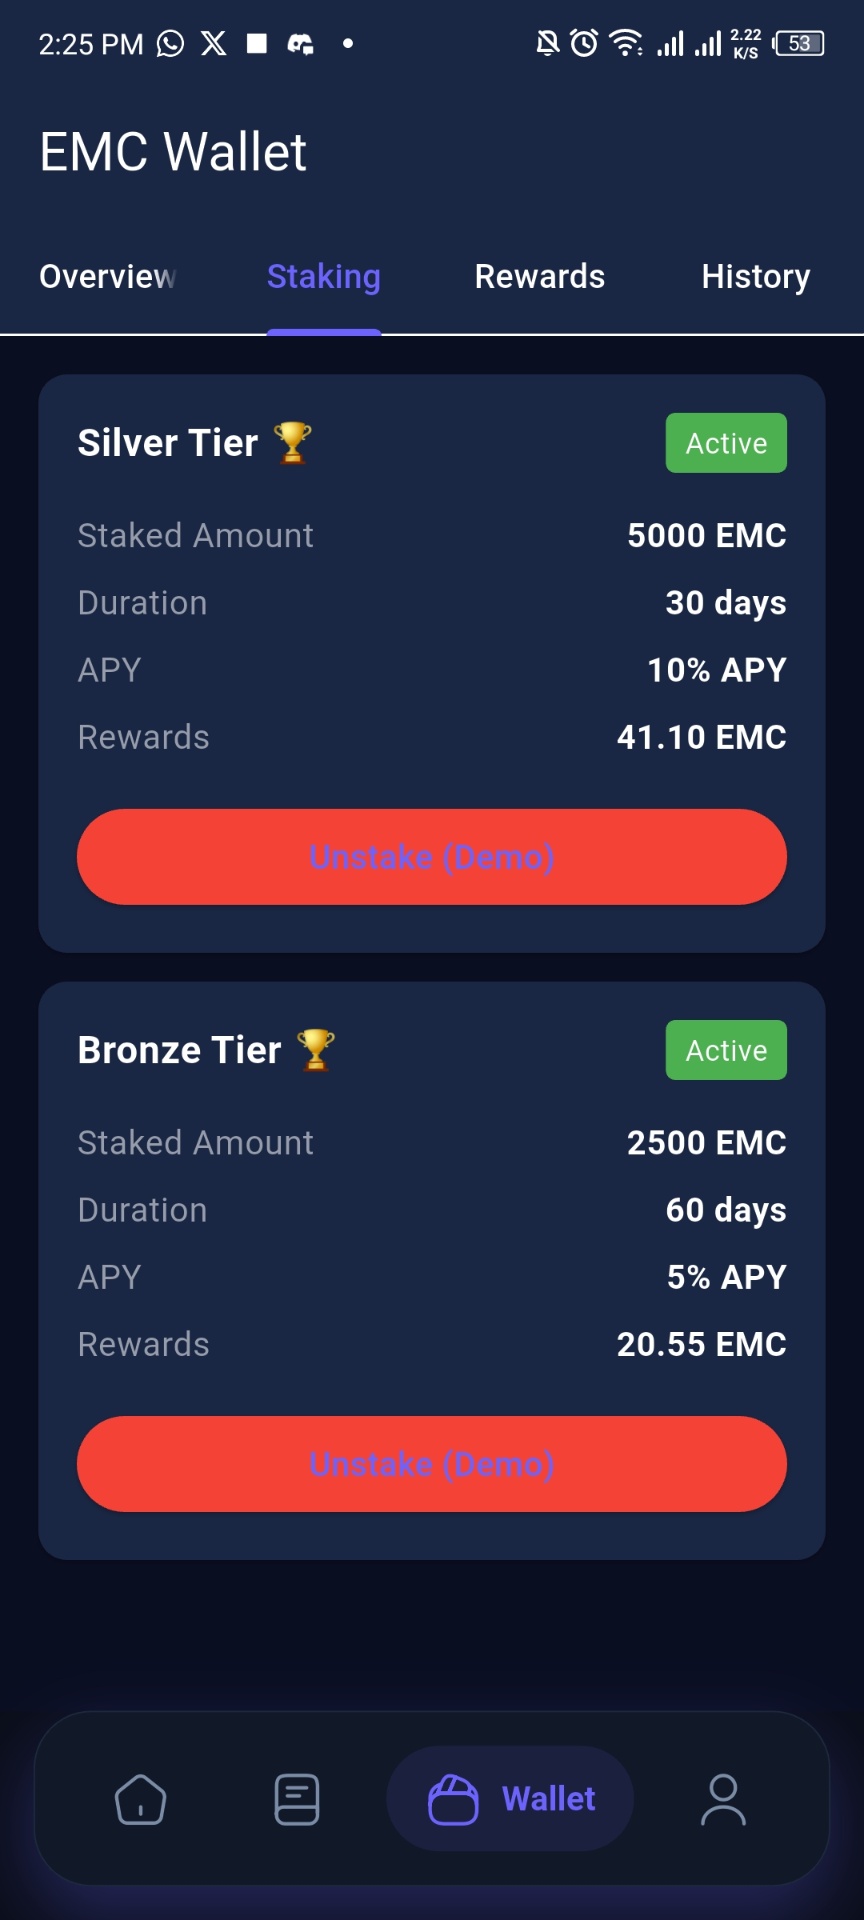 2:25 PM
2.22 K/S
53
EMC Wallet
Overview Staking Rewards History
Silver Tier 🏆 Active
Staked Amount 5000 EMC
Duration 30 days
APY 10% APY
Rewards 41.10 EMC
Unstake (Demo)
Bronze Tier 🏆 Active
Staked Amount 2500 EMC
Duration 60 days
APY 5% APY
Rewards 20.55 EMC
Unstake (Demo)
Wallet